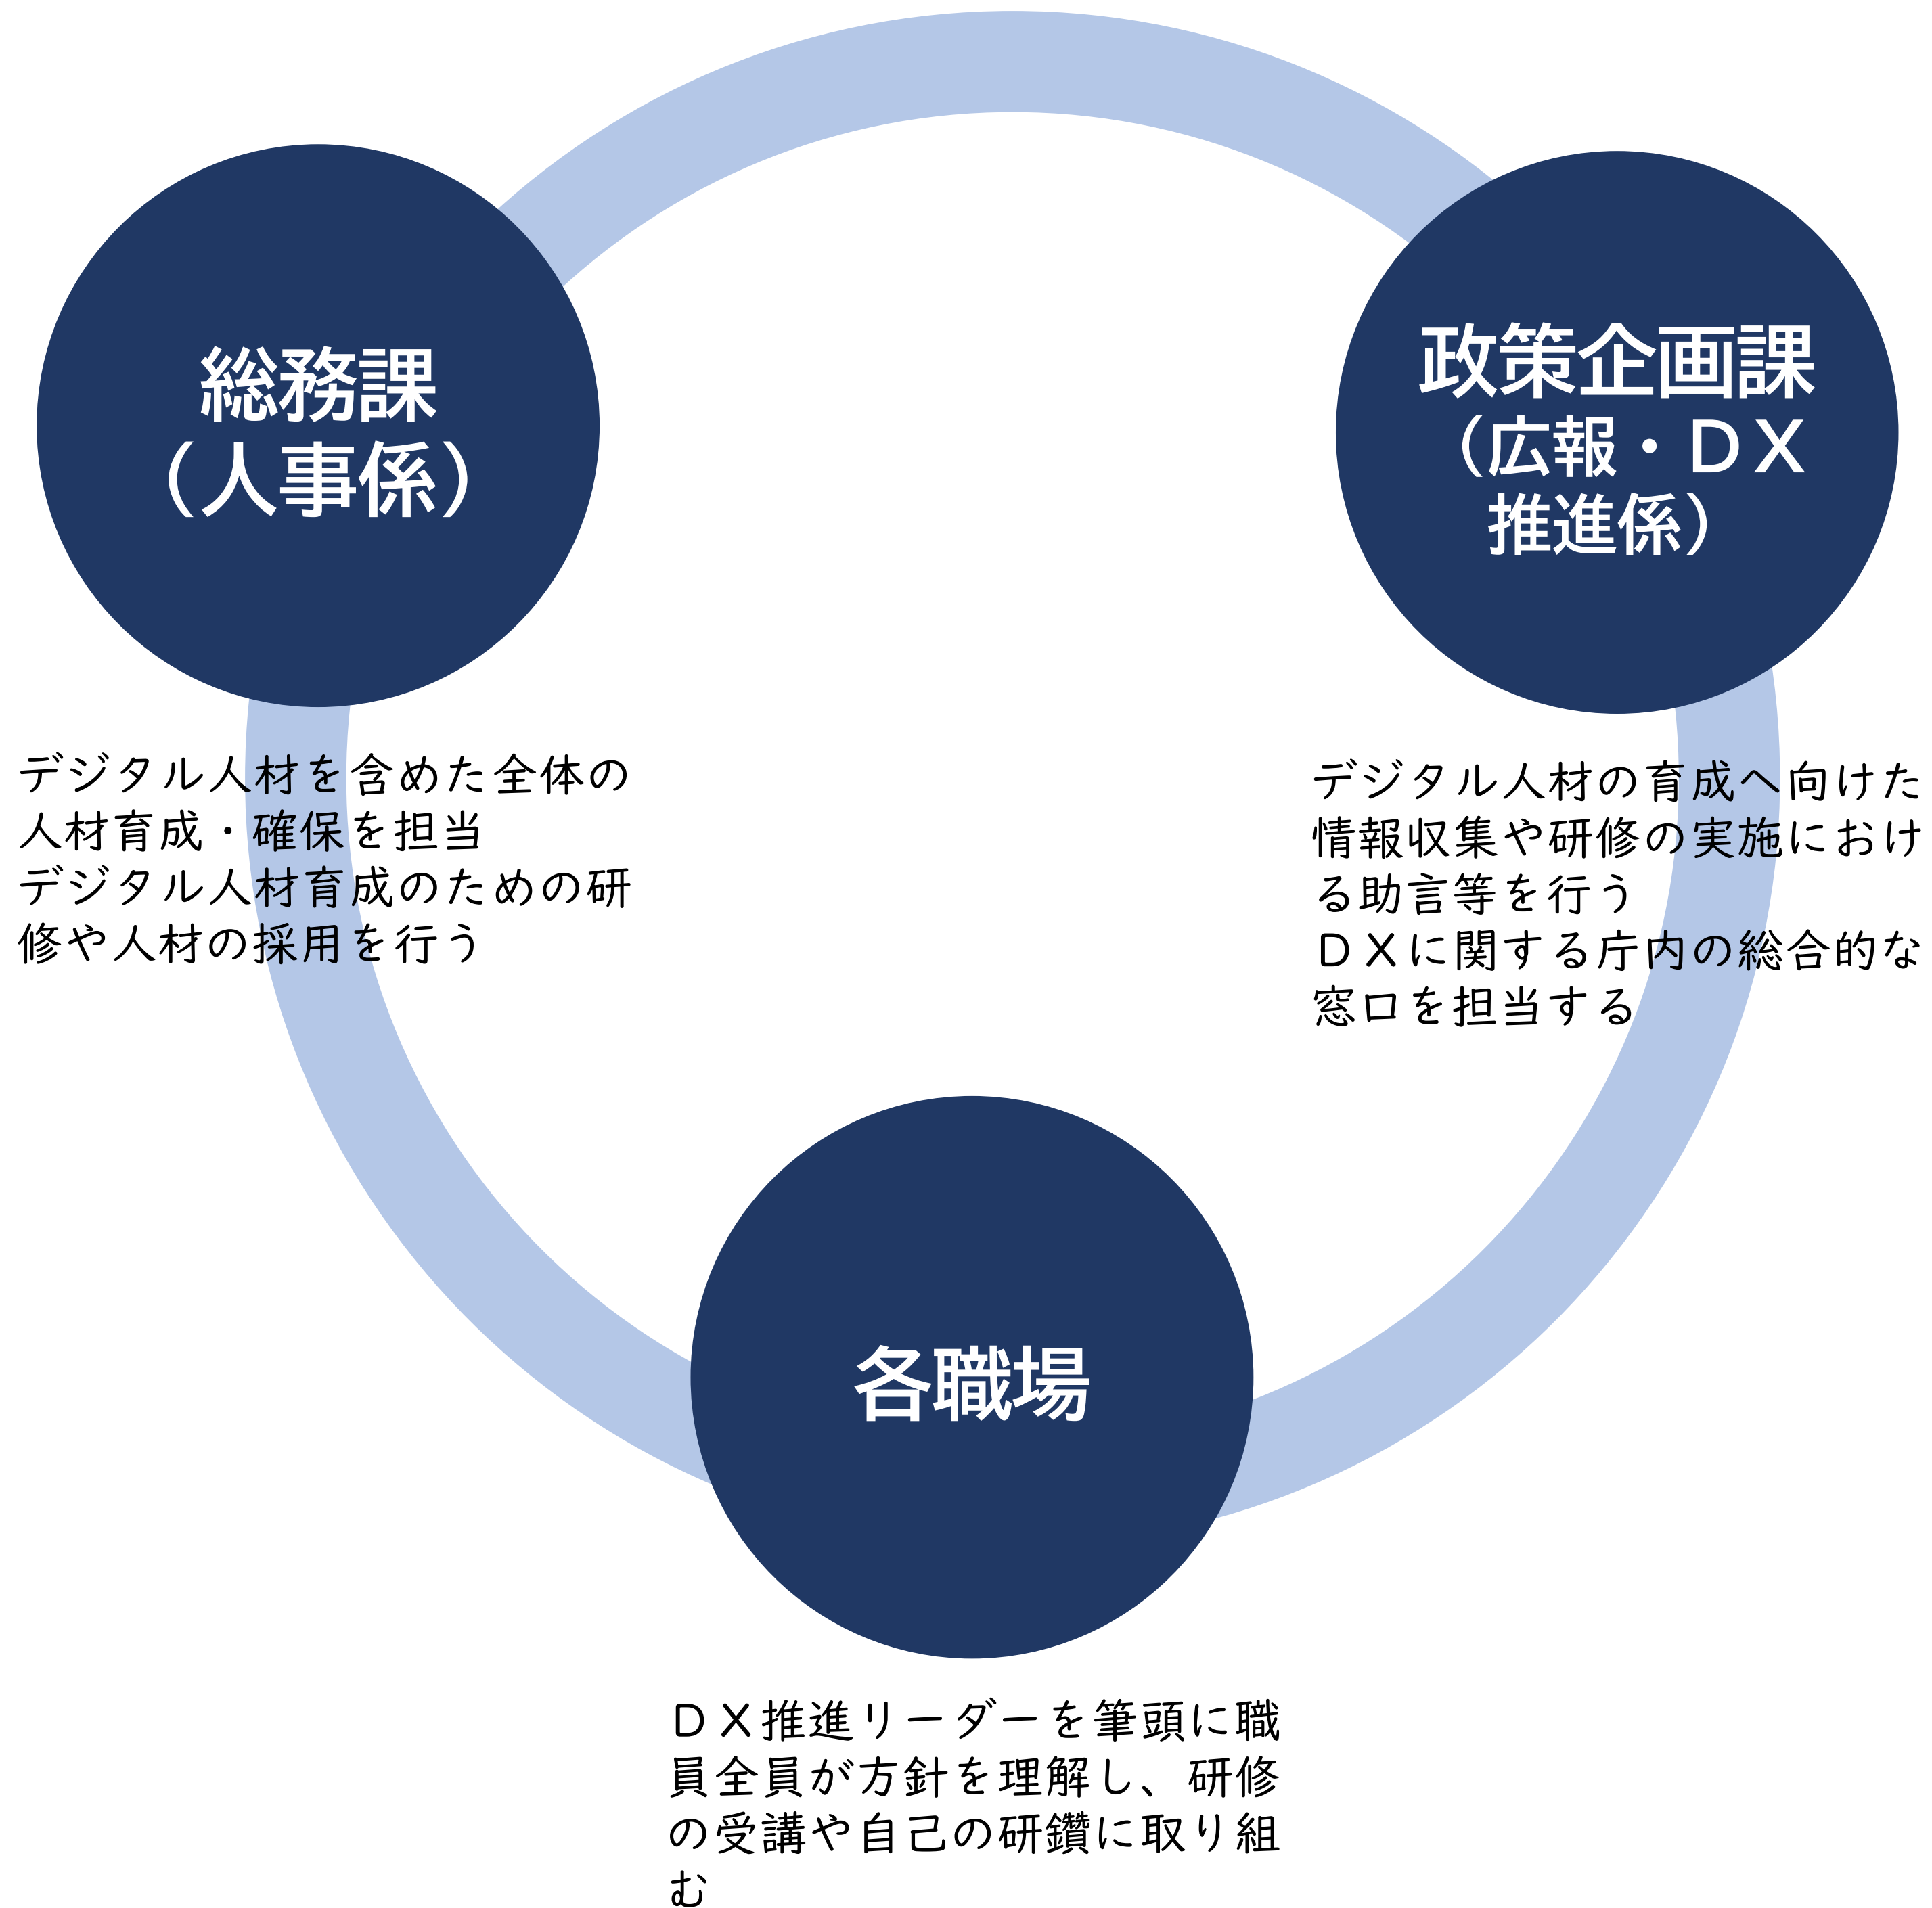 総務課
（人事係）
デジタル人材を含めた全体の
人材育成・確保を担当
デジタル人材育成のための研
修や人材の採用を行う
政策企画課
（広報・ＤＸ
推進係）
デジタル人材の育成へ向けた
情報収集や研修の実施におけ
る助言等を行う
ＤＸに関する庁内の総合的な
窓口を担当する
各職場
ＤＸ推進リーダーを筆頭に職
員全員が方針を理解し、研修
の受講や自己の研鑽に取り組
む